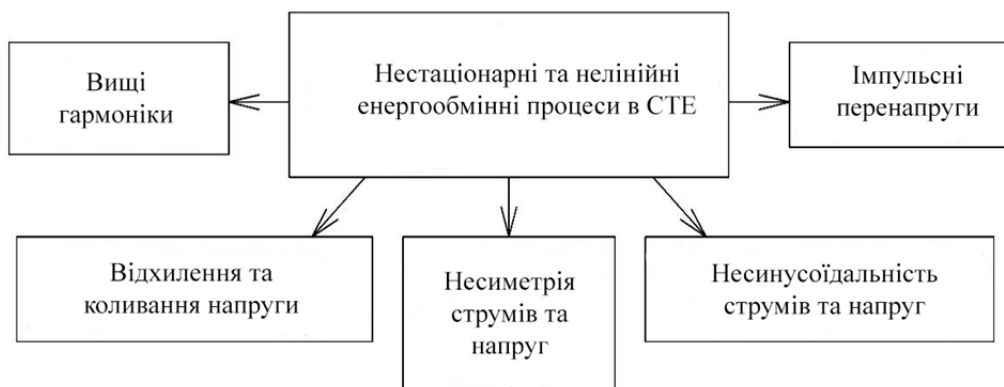 Вищі
гармоніки
Нестаціонарні та нелінійні
енергообмінні процеси в СТЕ
Імпульсні
перенапруги
Відхилення та
коливання напруги
Несиметрія
струмів та
напруг
Несинусоїдальність
струмів та напруг